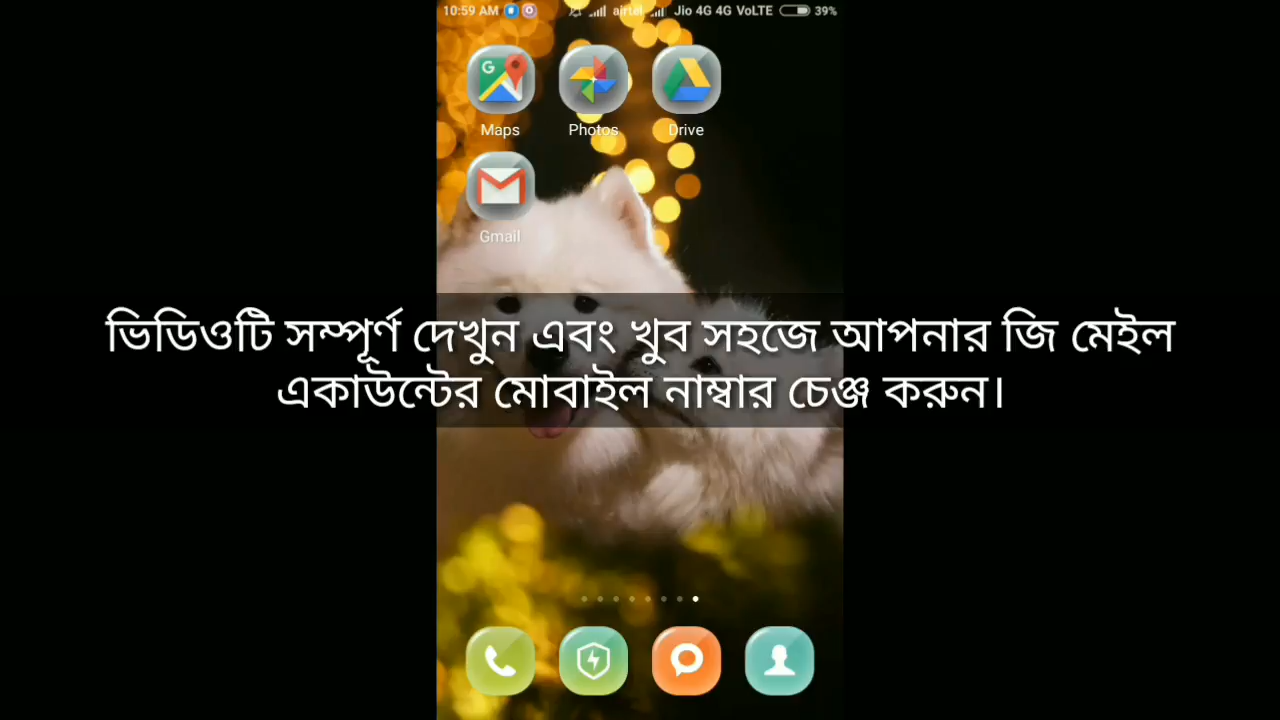 10:59 AM airtel Jio 4G 4G VoLTE 39%
Maps Photos Drive
Gmail
ভিডিওটি সম্পূর্ণ দেখুন এবং খুব সহজে আপনার জি মেইল
একাউন্টের মোবাইল নাম্বার চেঞ্জ করুন।